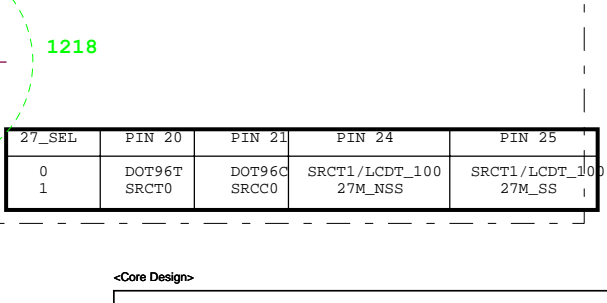 1218
27_SEL PIN 20 PIN 21 PIN 24 PIN 25
0 DOT96T DOT96C SRCT1/LCDT_100 SRCT1/LCDT_100
1 SRCT0 SRCC0 27M_NSS 27M_SS
<Core Design>